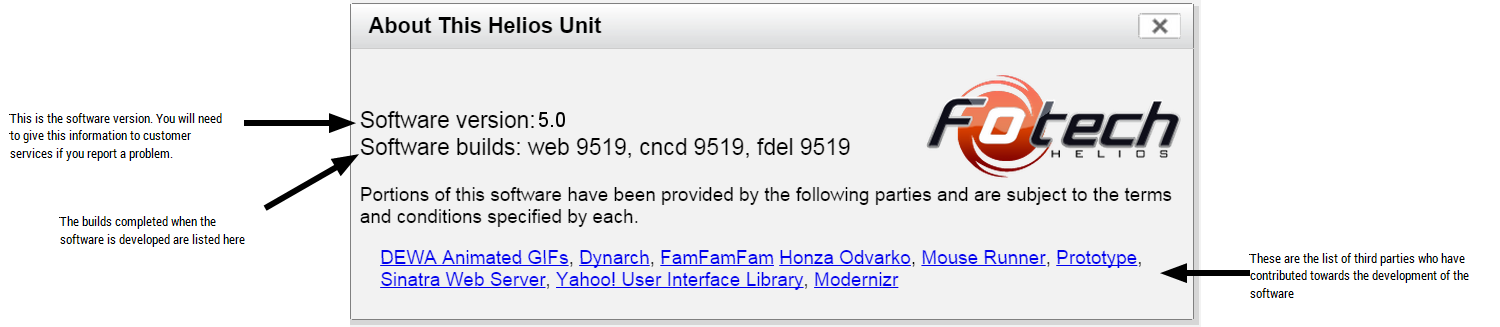 About This Helios Unit
This is the software version. You will need
to give this information to customer
services if you report a problem.
Software version: 5.0
Software builds: web 9519, cncd 9519, fdel 9519
Fotech
HELIOS
The builds completed when the
software is developed are listed here
Portions of this software have been provided by the following parties and are subject to the terms
and conditions specified by each.
DEWA Animated GIFs, Dynarch, FamFamFam Honza Odvarko, Mouse Runner, Prototype,
Sinatra Web Server, Yahoo! User Interface Library, Modernizr
These are the list of third parties who have
contributed towards the development of the
software